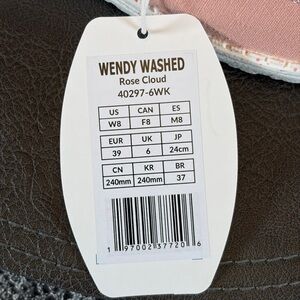 WENDY WASHED
Rose Cloud
40297-6WK
US CAN ES
W8 F8 M8
EUR UK JP
39 6 24cm
CN KR BR
240mm 240mm 37
1 97002 37720 6